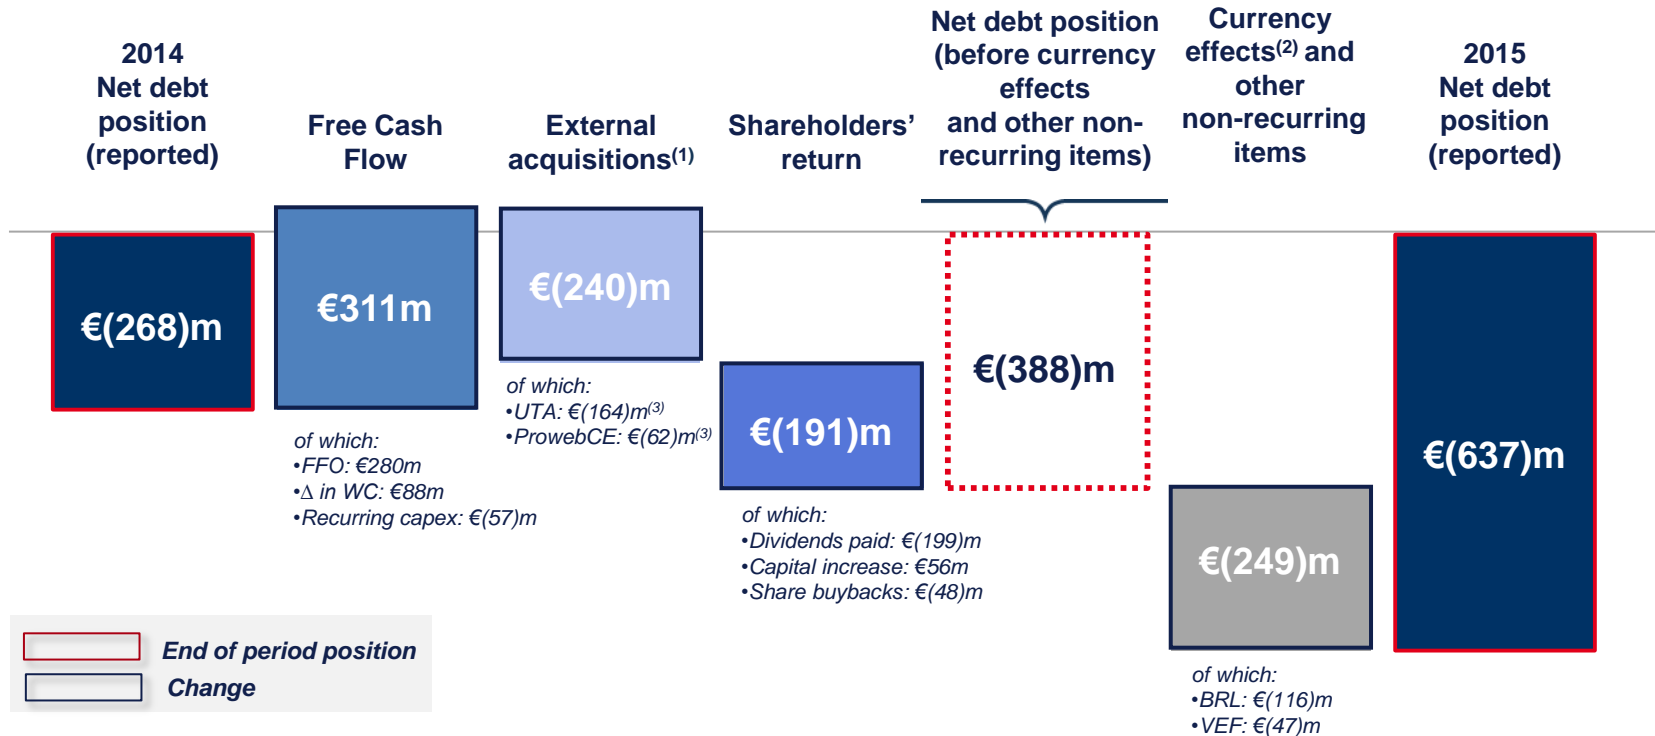 2014
Net debt
position
(reported)
Free Cash
Flow
External
acquisitions(1)
Shareholders’
return
Net debt position
(before currency
effects
and other non-
recurring items)
Currency
effects(2) and
other
non-recurring
items
2015
Net debt
position
(reported)
€(268)m
€311m
€(240)m
€(191)m
€(388)m
€(249)m
€(637)m
of which:
•FFO: €280m
•Δ in WC: €88m
•Recurring capex: €(57)m
of which:
•UTA: €(164)m(3)
•ProwebCE: €(62)m(3)
of which:
•Dividends paid: €(199)m
•Capital increase: €56m
•Share buybacks: €(48)m
of which:
•BRL: €(116)m
•VEF: €(47)m
End of period position
Change